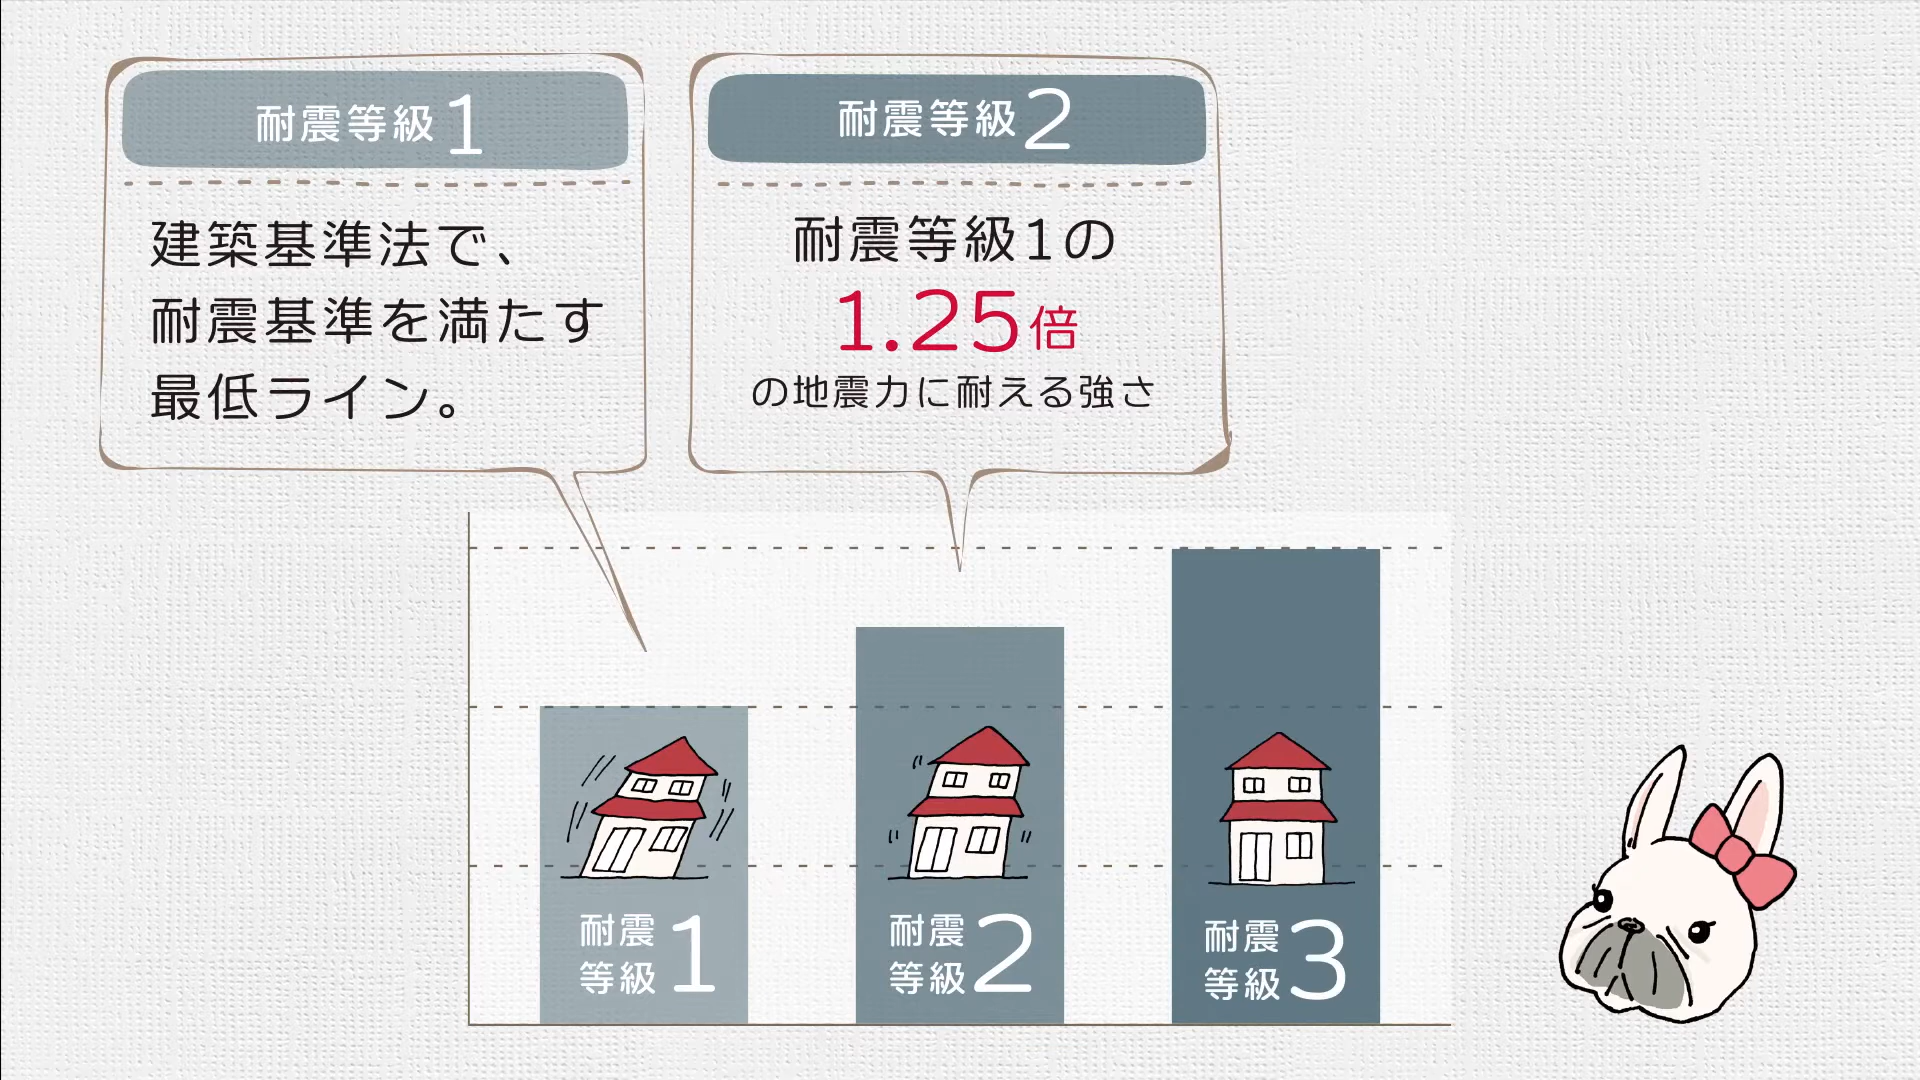 耐震等級1
建築基準法で、
耐震基準を満たす
最低ライン。
耐震等級2
耐震等級1の
1.25倍
の地震力に耐える強さ
耐震
等級1
耐震
等級2
耐震
等級3